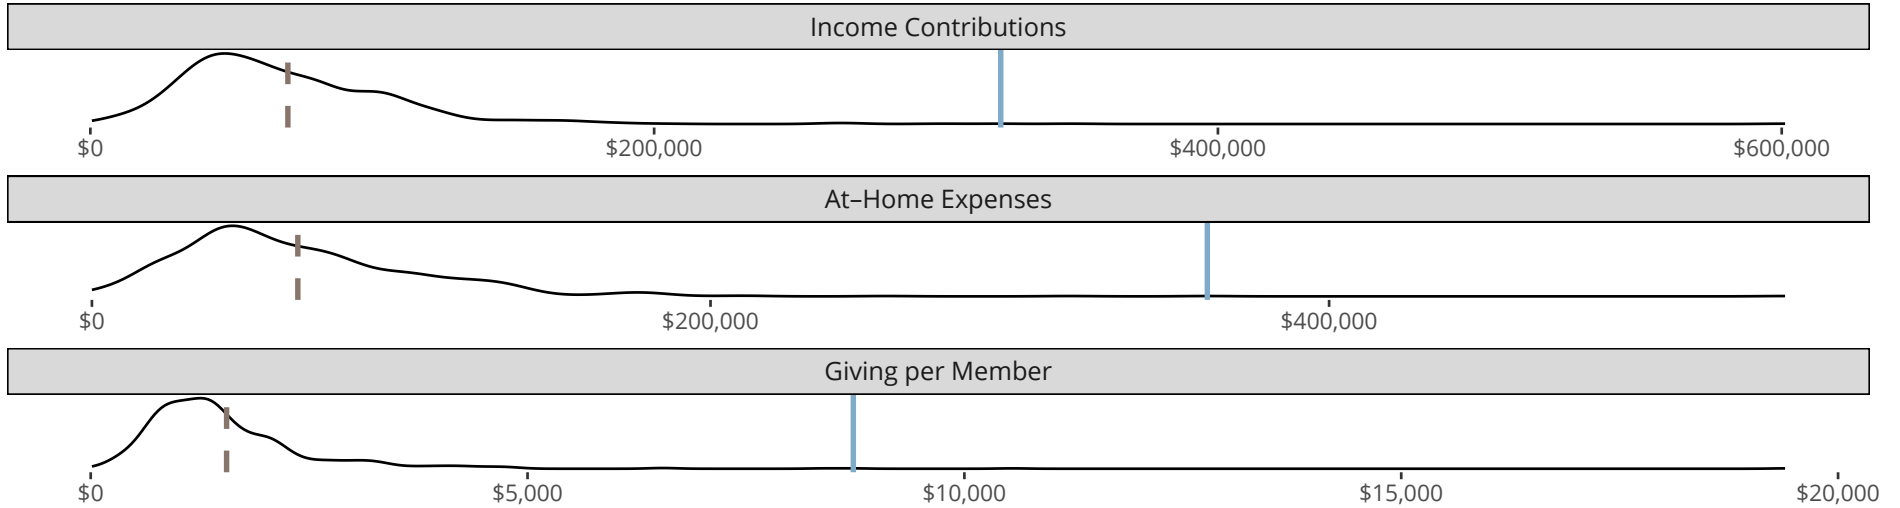 Income Contributions
$0 $200,000 $400,000 $600,000
At–Home Expenses
$0 $200,000 $400,000
Giving per Member
$0 $5,000 $10,000 $15,000 $20,000